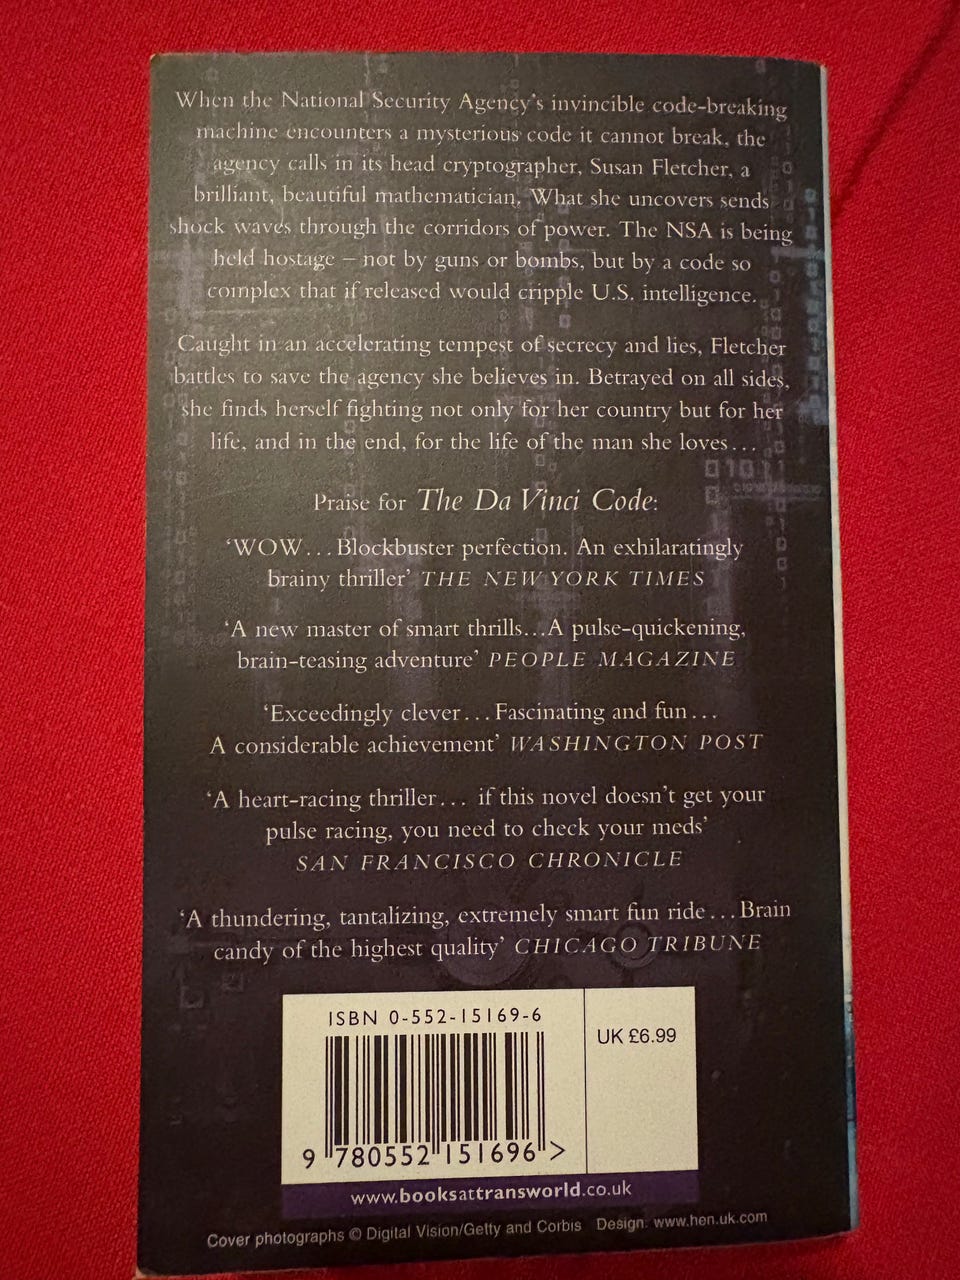 When the National Security Agency's invincible code-breaking
machine encounters a mysterious code it cannot break, the
agency calls in its head cryptographer, Susan Fletcher, a
brilliant, beautiful mathematician. What she uncovers sends
shock waves through the corridors of power. The NSA is being
held hostage – not by guns or bombs, but by a code so
complex that if released would cripple U.S. intelligence.
Caught in an accelerating tempest of secrecy and lies, Fletcher
battles to save the agency she believes in. Betrayed on all sides,
she finds herself fighting not only for her country but for her
life, and in the end, for the life of the man she loves...
Praise for The Da Vinci Code:
‘WOW...Blockbuster perfection. An exhilaratingly
brainy thriller’ THE NEW YORK TIMES
‘A new master of smart thrills...A pulse-quickening,
brain-teasing adventure’ PEOPLE MAGAZINE
‘Exceedingly clever...Fascinating and fun...
A considerable achievement’ WASHINGTON POST
‘A heart-racing thriller... if this novel doesn't get your
pulse racing, you need to check your meds’
SAN FRANCISCO CHRONICLE
‘A thundering, tantalizing, extremely smart fun ride...Brain
candy of the highest quality’ CHICAGO TRIBUNE
ISBN 0-552-15169-6
UK £6.99
9 780552 151696 >
www.booksattransworld.co.uk
Cover photographs © Digital Vision/Getty and Corbis Design: www.hen.uk.com